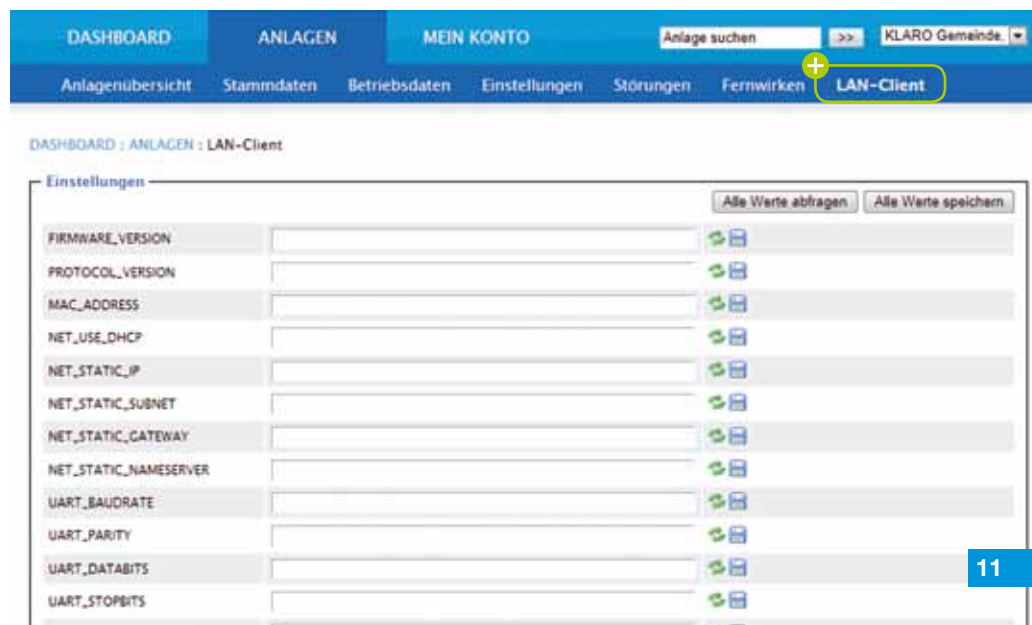 DASHBOARD ANLAGEN MEIN KONTO Anlage suchen >> KLARO Gemeinde.
Anlagenübersicht Stammdaten Betriebsdaten Einstellungen Störungen Fernwirken LAN-Client
DASHBOARD : ANLAGEN : LAN-Client
Einstellungen
Alle Werte abfragen Alle Werte speichern
FIRMWARE_VERSION
PROTOCOL_VERSION
MAC_ADDRESS
NET_USE_DHCP
NET_STATIC_IP
NET_STATIC_SUBNET
NET_STATIC_GATEWAY
NET_STATIC_NAMESERVER
UART_BAUDRATE
UART_PARITY
UART_DATABITS
11
UART_STOPBITS